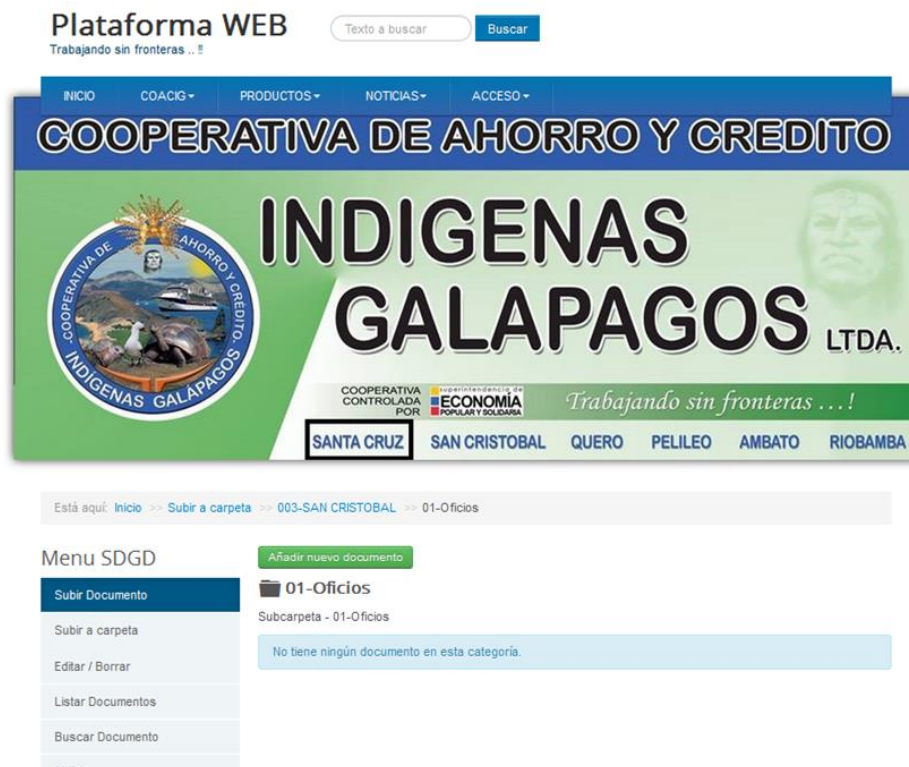 Plataforma WEB
Trabajando sin fronteras .. !!
Texto a buscar
Buscar
INICIO COACIG PRODUCTOS NOTICIAS ACCESO
COOPERATIVA DE AHORRO Y CREDITO
INDIGENAS
GALAPAGOS LTDA.
COOPERATIVA DE AHORRO Y CRÉDITO
INDÍGENAS GALÁPAGOS
COOPERATIVA
CONTROLADA
POR
superintendencia de
ECONOMÍA
POPULAR Y SOLIDARIA
Trabajando sin fronteras ...!
SANTA CRUZ SAN CRISTOBAL QUERO PELILEO AMBATO RIOBAMBA
Está aquí: Inicio >> Subir a carpeta >> 003-SAN CRISTOBAL >> 01-Oficios
Menu SDGD
Subir Documento
Subir a carpeta
Editar / Borrar
Listar Documentos
Buscar Documento
Añadir nuevo documento
01-Oficios
Subcarpeta - 01-Oficios
No tiene ningún documento en esta categoría.